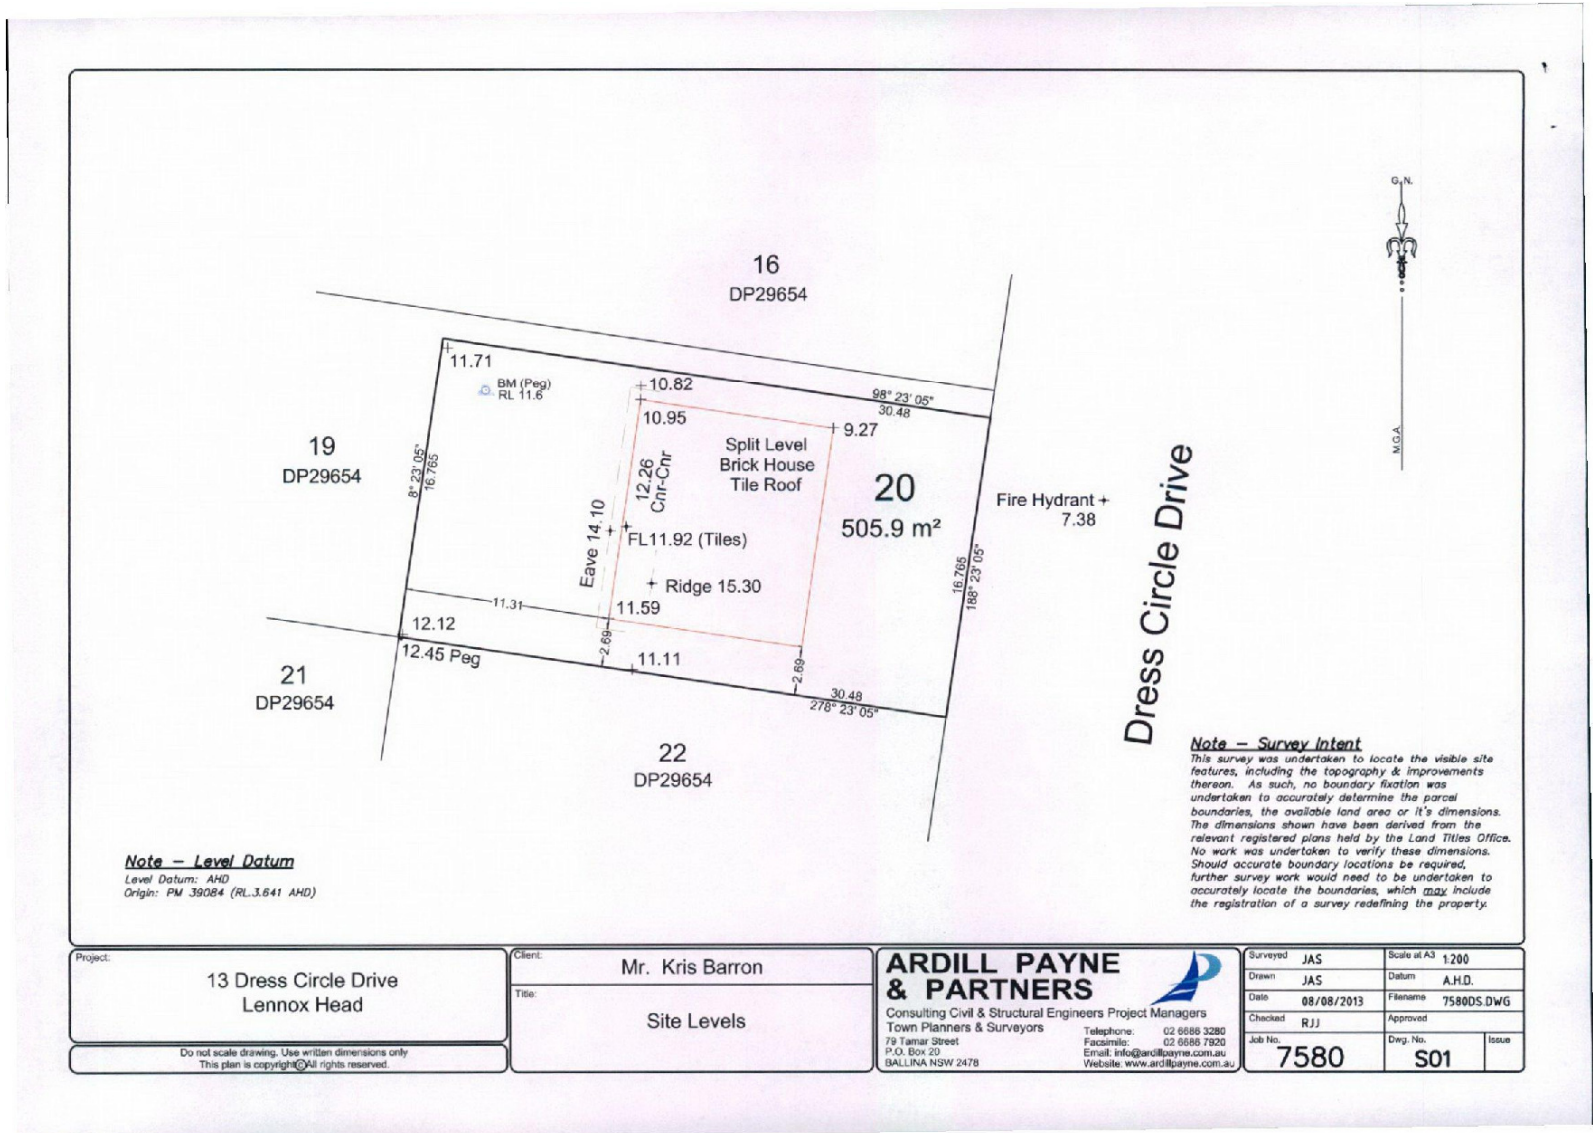 G.N.
M.G.A.
16
DP29654
11.71
BM (Peg)
RL 11.6
10.82
10.95
98° 23' 05"
30.48
9.27
19
DP29654
8° 23' 05"
16.765
Split Level
Brick House
Tile Roof
12.26
Cnr-Cnr
20
505.9 m²
Fire Hydrant
7.38
Dress Circle Drive
Eave 14.10
FL11.92 (Tiles)
Ridge 15.30
16.765
188° 23' 05"
11.31
11.59
12.12
12.45 Peg
2.69
11.11
2.69
30.48
278° 23' 05"
21
DP29654
22
DP29654
Note - Survey Intent
This survey was undertaken to locate the visible site
features, including the topography & improvements
thereon. As such, no boundary fixation was
undertaken to accurately determine the parcel
boundaries, the available land area or it's dimensions.
The dimensions shown have been derived from the
relevant registered plans held by the Land Titles Office.
No work was undertaken to verify these dimensions.
Should accurate boundary locations be required,
further survey work would need to be undertaken to
accurately locate the boundaries, which may include
the registration of a survey redefining the property.
Note - Level Datum
Level Datum: AHD
Origin: PM 39084 (RL.3.641 AHD)
Project:
13 Dress Circle Drive
Lennox Head
Do not scale drawing. Use written dimensions only
This plan is copyright © All rights reserved.
Client:
Mr. Kris Barron
Title:
Site Levels
ARDILL PAYNE
& PARTNERS
Consulting Civil & Structural Engineers Project Managers
Town Planners & Surveyors
79 Tamar Street
P.O. Box 20
BALLINA NSW 2478
Telephone: 02 6686 3280
Facsimile: 02 6686 7920
Email: info@ardillpayne.com.au
Website: www.ardillpayne.com.au
Surveyed JAS
Scale at A3 1:200
Drawn JAS
Datum A.H.D.
Date 08/08/2013
Filename 7580DS.DWG
Checked RJJ
Approved
Job No. 7580
Dwg. No. S01
Issue